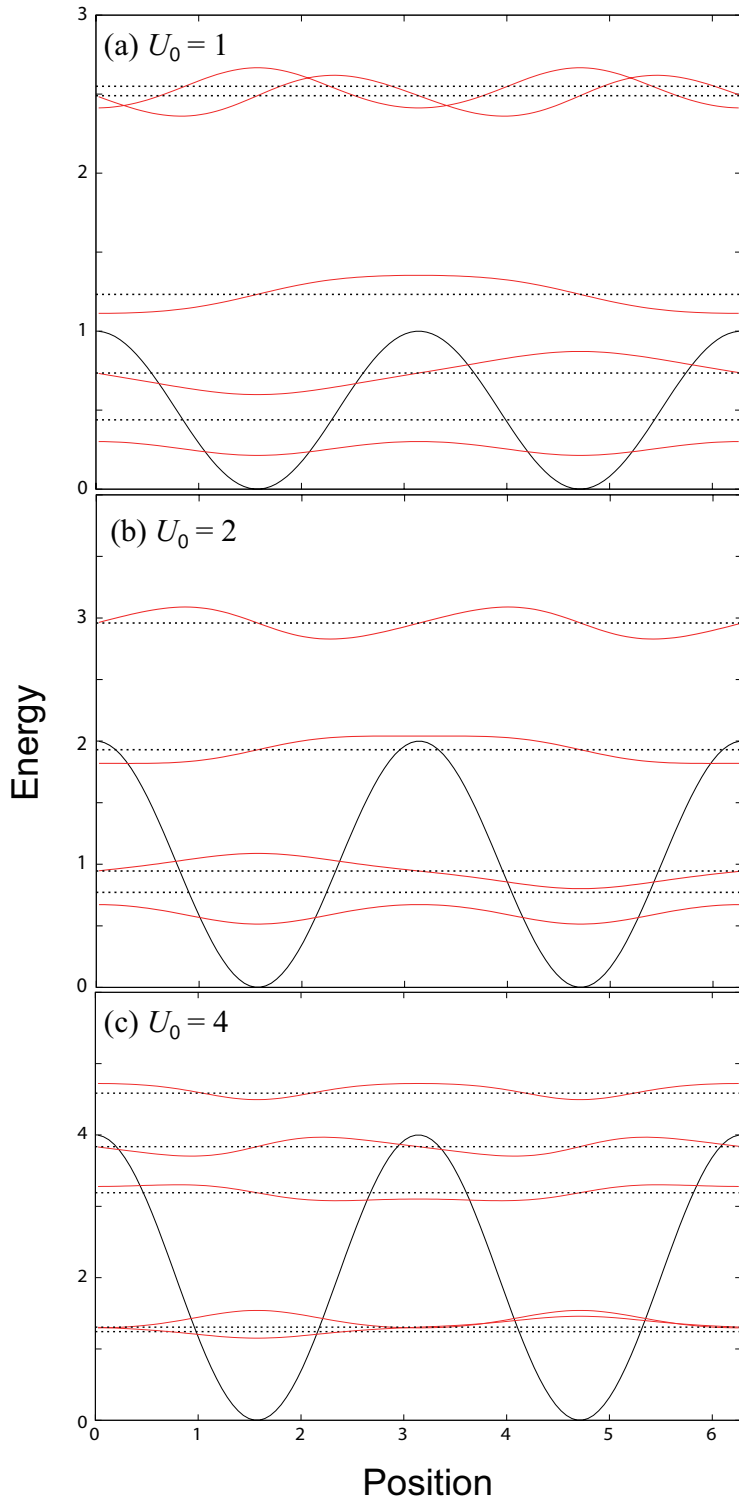 3
(a) U₀ = 1
2
1
0
(b) U₀ = 2
3
2
1
0
Energy
(c) U₀ = 4
4
2
0
0 1 2 3 4 5 6
Position